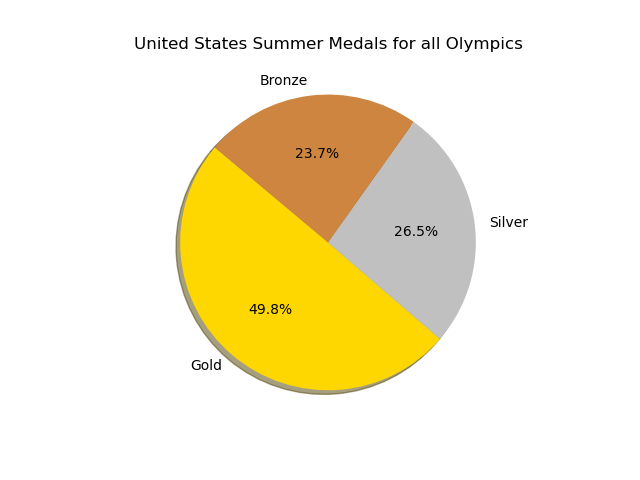 United States Summer Medals for all Olympics
Bronze
23.7%
Silver
26.5%
49.8%
Gold